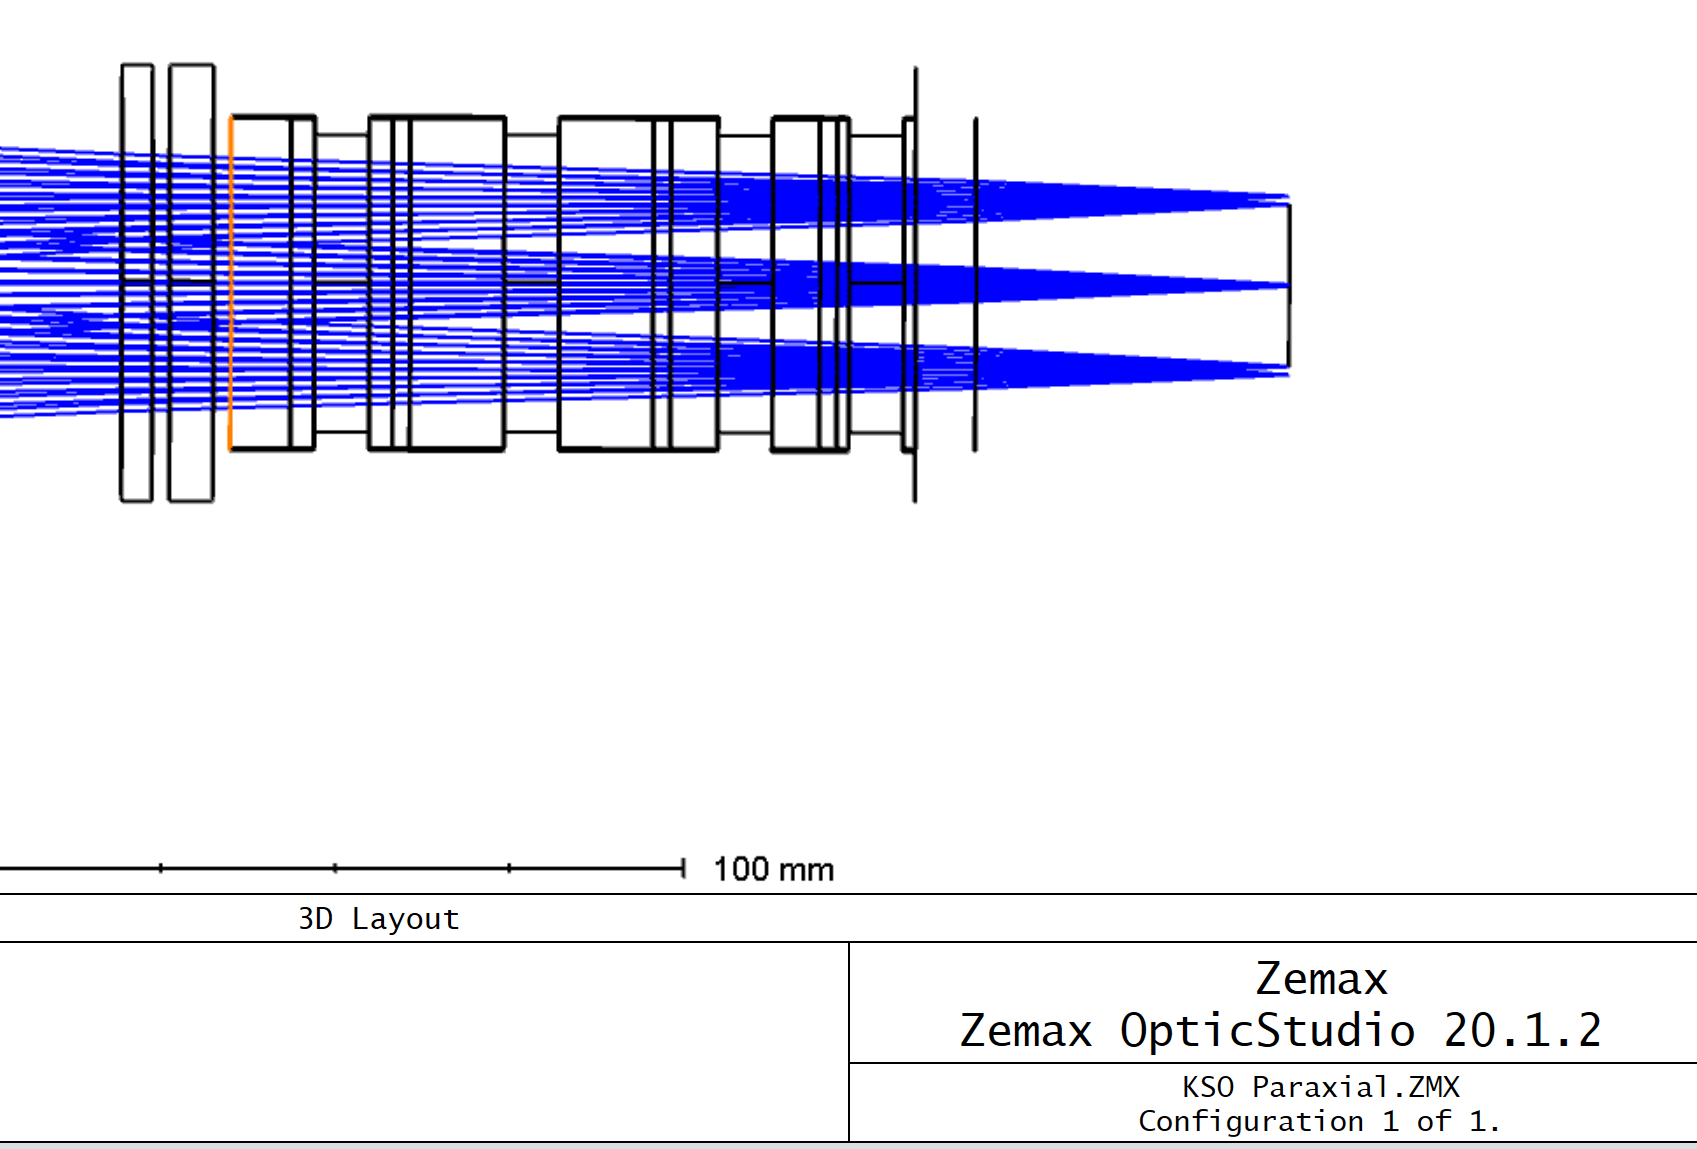 100 mm
3D Layout
Zemax
Zemax OpticStudio 20.1.2
KSO Paraxial.ZMX
Configuration 1 of 1.